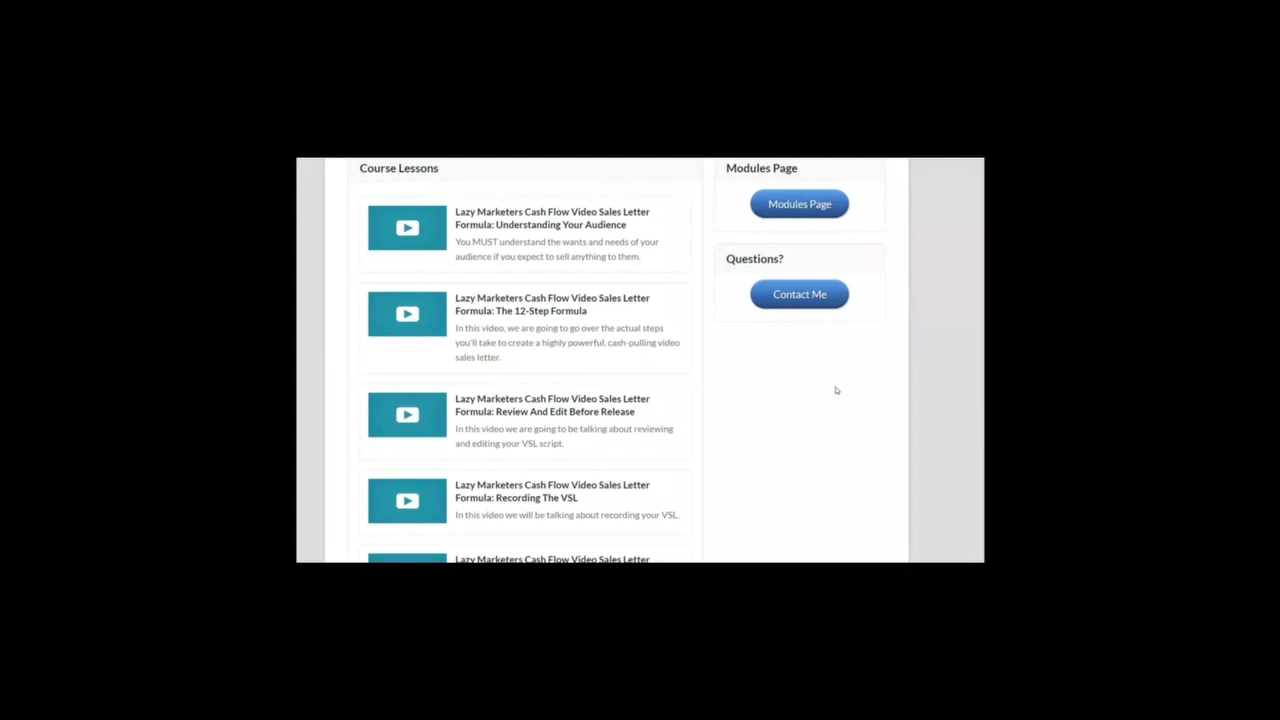 Course Lessons
Lazy Marketers Cash Flow Video Sales Letter
Formula: Understanding Your Audience
You MUST understand the wants and needs of your
audience if you expect to sell anything to them.
Lazy Marketers Cash Flow Video Sales Letter
Formula: The 12-Step Formula
In this video, we are going to go over the actual steps
you'll take to create a highly powerful, cash-pulling video
sales letter.
Lazy Marketers Cash Flow Video Sales Letter
Formula: Review And Edit Before Release
In this video we are going to be talking about reviewing
and editing your VSL script.
Lazy Marketers Cash Flow Video Sales Letter
Formula: Recording The VSL
In this video we will be talking about recording your VSL.
Lazy Marketers Cash Flow Video Sales Letter
Modules Page
Modules Page
Questions?
Contact Me